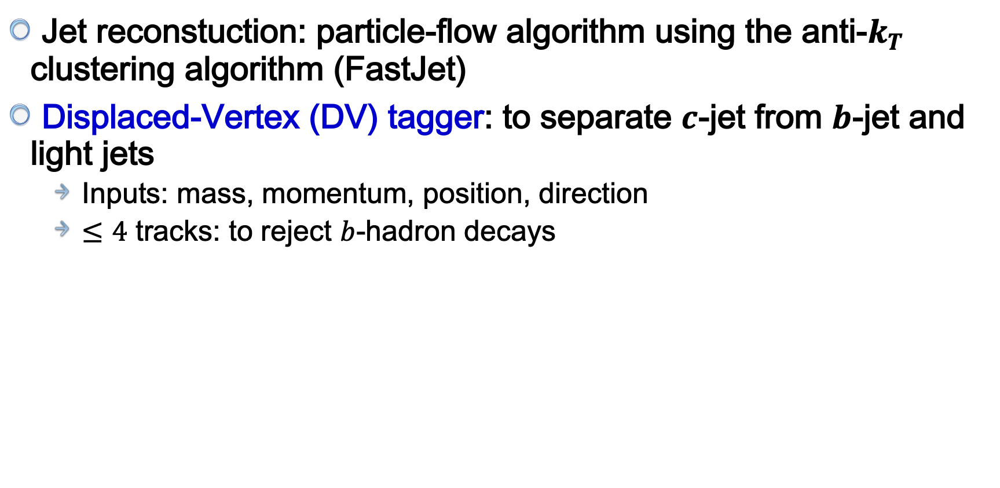 Jet reconstuction: particle-flow algorithm using the anti-k_T
clustering algorithm (FastJet)
Displaced-Vertex (DV) tagger: to separate c-jet from b-jet and
light jets
Inputs: mass, momentum, position, direction
≤ 4 tracks: to reject b-hadron decays